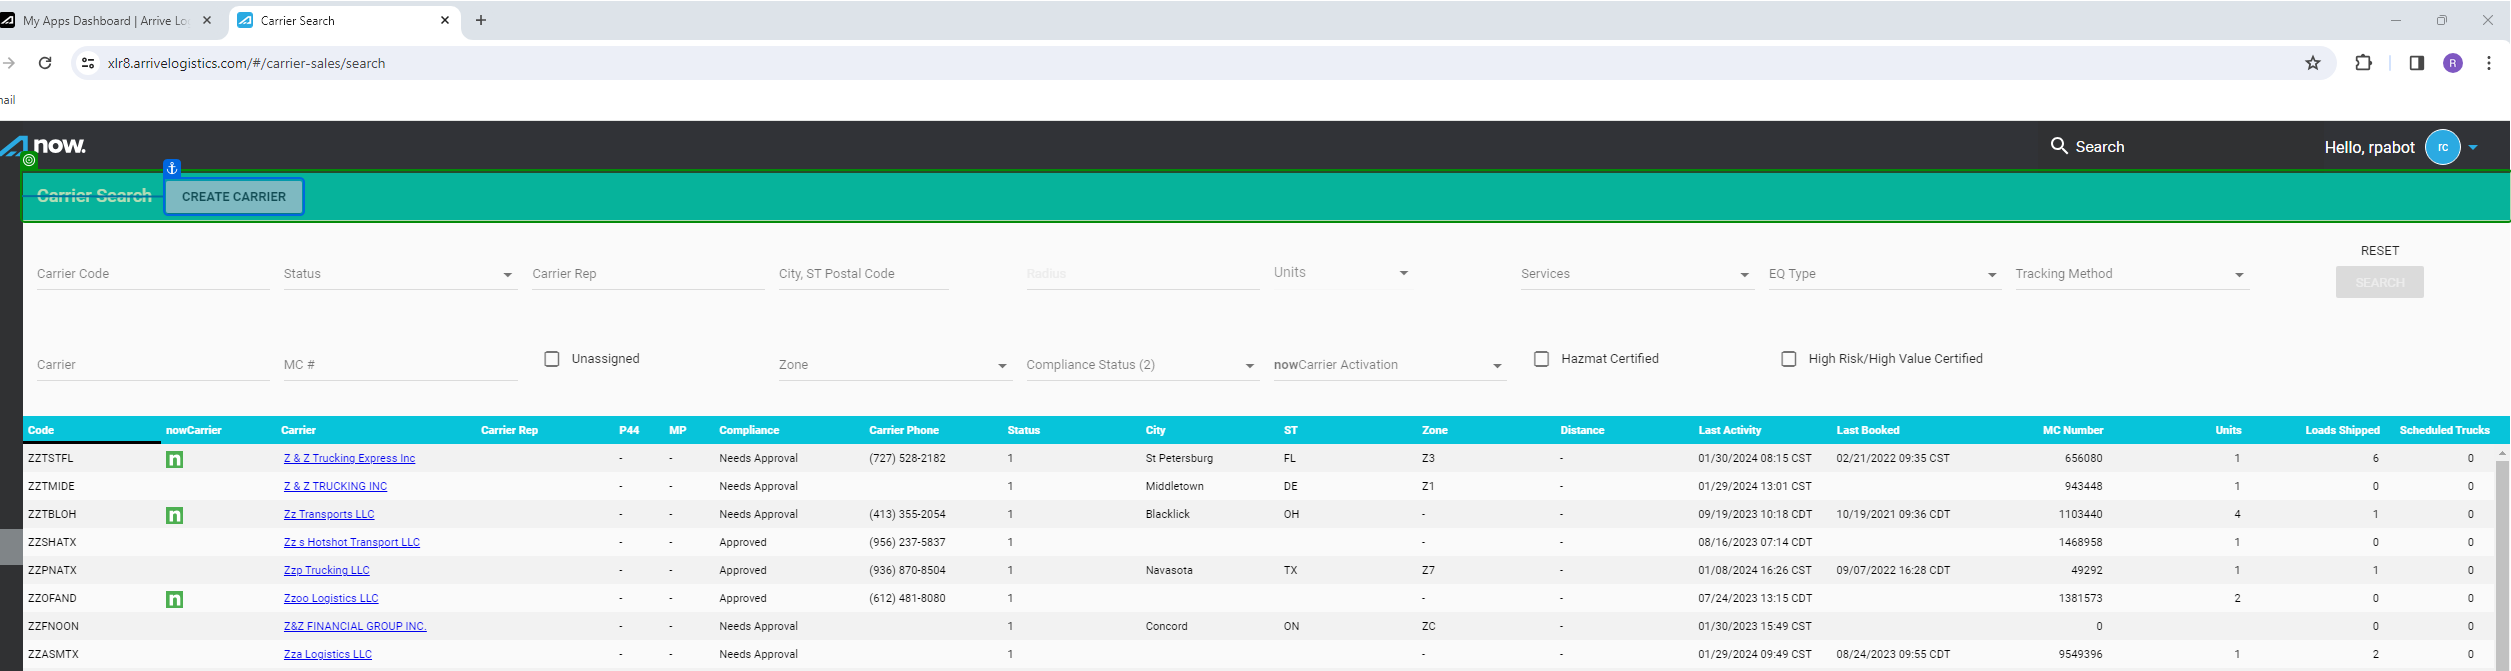 My Apps Dashboard | Arrive Lo
Carrier Search
xlr8.arrivelogistics.com/#/carrier-sales/search
R
nail
now.
Search
Hello, rpabot
rc
Carrier Search
CREATE CARRIER
Carrier Code Status Carrier Rep City, ST Postal Code Radius Units Services EQ Type Tracking Method RESET
SEARCH
Carrier MC # Unassigned Zone Compliance Status (2) nowCarrier Activation Hazmat Certified High Risk/High Value Certified
Code nowCarrier Carrier Carrier Rep P44 MP Compliance Carrier Phone Status City ST Zone Distance Last Activity Last Booked MC Number Units Loads Shipped Scheduled Trucks
ZZTSTFL n Z & Z Trucking Express Inc - - Needs Approval (727) 528-2182 1 St Petersburg FL Z3 - 01/30/2024 08:15 CST 02/21/2022 09:35 CST 656080 1 6 0
ZZTMIDE Z & Z TRUCKING INC - - Needs Approval 1 Middletown DE Z1 - 01/29/2024 13:01 CST 943448 1 0 0
ZZTBLOH n Zz Transports LLC - - Needs Approval (413) 355-2054 1 Blacklick OH - - 09/19/2023 10:18 CDT 10/19/2021 09:36 CDT 1103440 4 1 0
ZZSHATX Zz s Hotshot Transport LLC - - Approved (956) 237-5837 1 - - 08/16/2023 07:14 CDT 1468958 1 0 0
ZZPNATX Zzp Trucking LLC - - Approved (936) 870-8504 1 Navasota TX Z7 - 01/08/2024 16:26 CST 09/07/2022 16:28 CDT 49292 1 1 0
ZZOFAND n Zzoo Logistics LLC - - Approved (612) 481-8080 1 - - 07/24/2023 13:15 CDT 1381573 2 0 0
ZZFNOON Z&Z FINANCIAL GROUP INC. - - Needs Approval 1 Concord ON ZC - 01/30/2023 15:49 CST 0 0 0
ZZASMTX Zza Logistics LLC - - Needs Approval 1 - - 01/29/2024 09:49 CST 08/24/2023 09:55 CDT 9549396 1 2 0